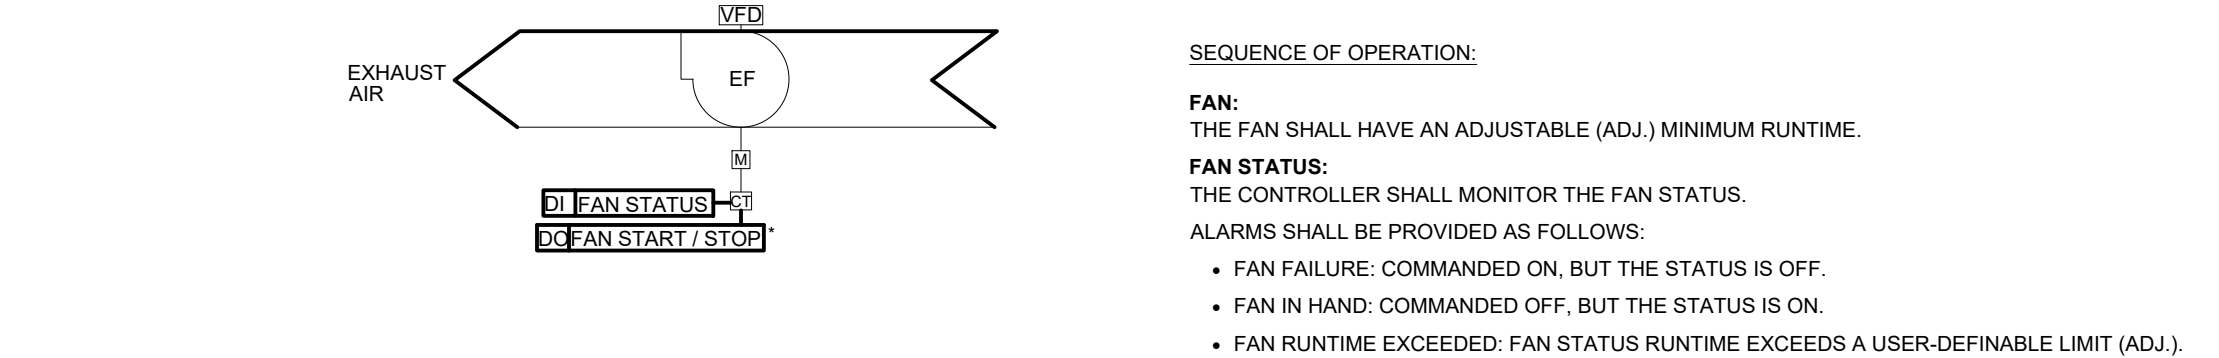 VFD
EXHAUST
AIR
EF
M
CT
DI FAN STATUS
DO FAN START / STOP *
SEQUENCE OF OPERATION:
FAN:
THE FAN SHALL HAVE AN ADJUSTABLE (ADJ.) MINIMUM RUNTIME.
FAN STATUS:
THE CONTROLLER SHALL MONITOR THE FAN STATUS.
ALARMS SHALL BE PROVIDED AS FOLLOWS:
• FAN FAILURE: COMMANDED ON, BUT THE STATUS IS OFF.
• FAN IN HAND: COMMANDED OFF, BUT THE STATUS IS ON.
• FAN RUNTIME EXCEEDED: FAN STATUS RUNTIME EXCEEDS A USER-DEFINABLE LIMIT (ADJ.).